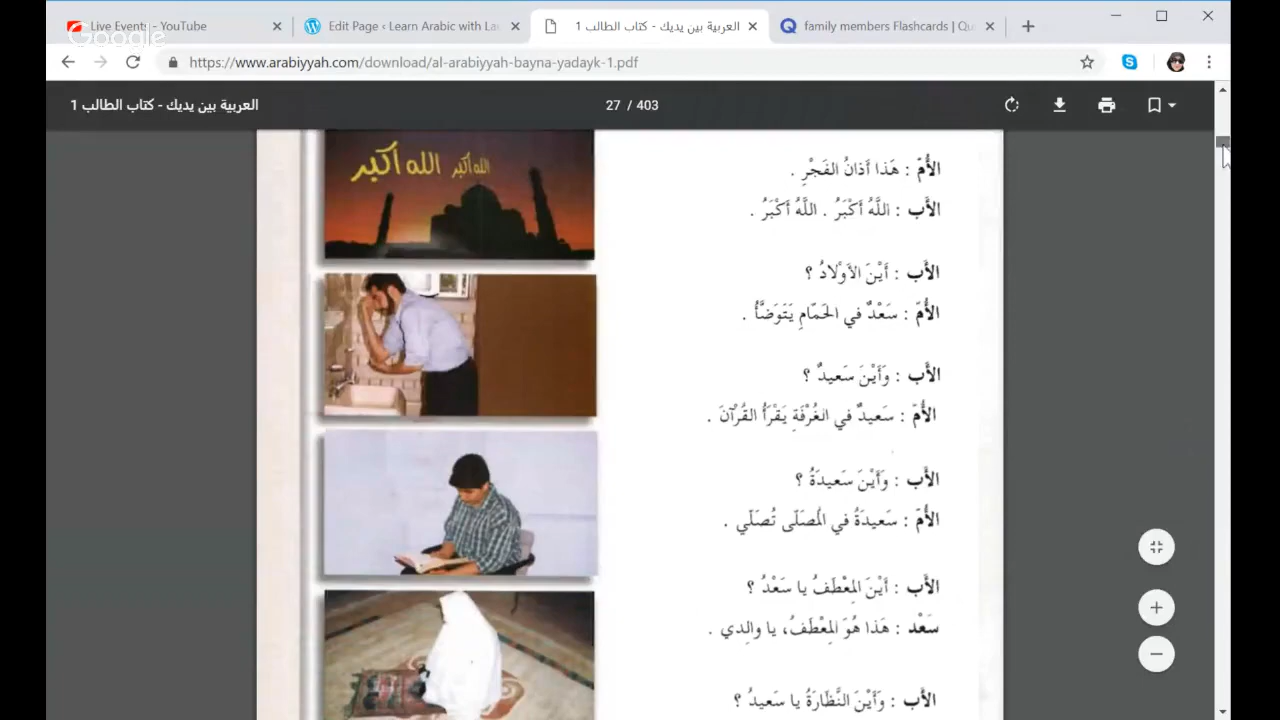 Live Events - YouTube
Edit Page ‹ Learn Arabic with La
العربية بين يديك - كتاب الطالب 1
family members Flashcards | Qu
Google
https://www.arabiyyah.com/download/al-arabiyyah-bayna-yadayk-1.pdf
العربية بين يديك - كتاب الطالب 1
27 / 403
الله أكبر الله أكبر
الأُمّ : هَذا أَذانُ الفَجْرِ .
الأَب : اللَّهُ أَكْبَرُ . اللَّهُ أَكْبَرُ .
الأَب : أَيْنَ الأَوْلادُ ؟
الأُمّ : سَعْدٌ في الحَمّامِ يَتَوَضَّأُ .
الأَب : وَأَيْنَ سَعيدٌ ؟
الأُمّ : سَعيدٌ في الغُرْفَةِ يَقْرَأُ القُرْآنَ .
الأَب : وَأَيْنَ سَعيدَةُ ؟
الأُمّ : سَعيدَةُ في المُصَلّى تُصَلّي .
الأَب : أَيْنَ المِعْطَفُ يا سَعْدُ ؟
سَعْد : هَذا هُوَ المِعْطَفُ، يا والِدي .
الأَب : وَأَيْنَ النَّظّارَةُ يا سَعيدُ ؟